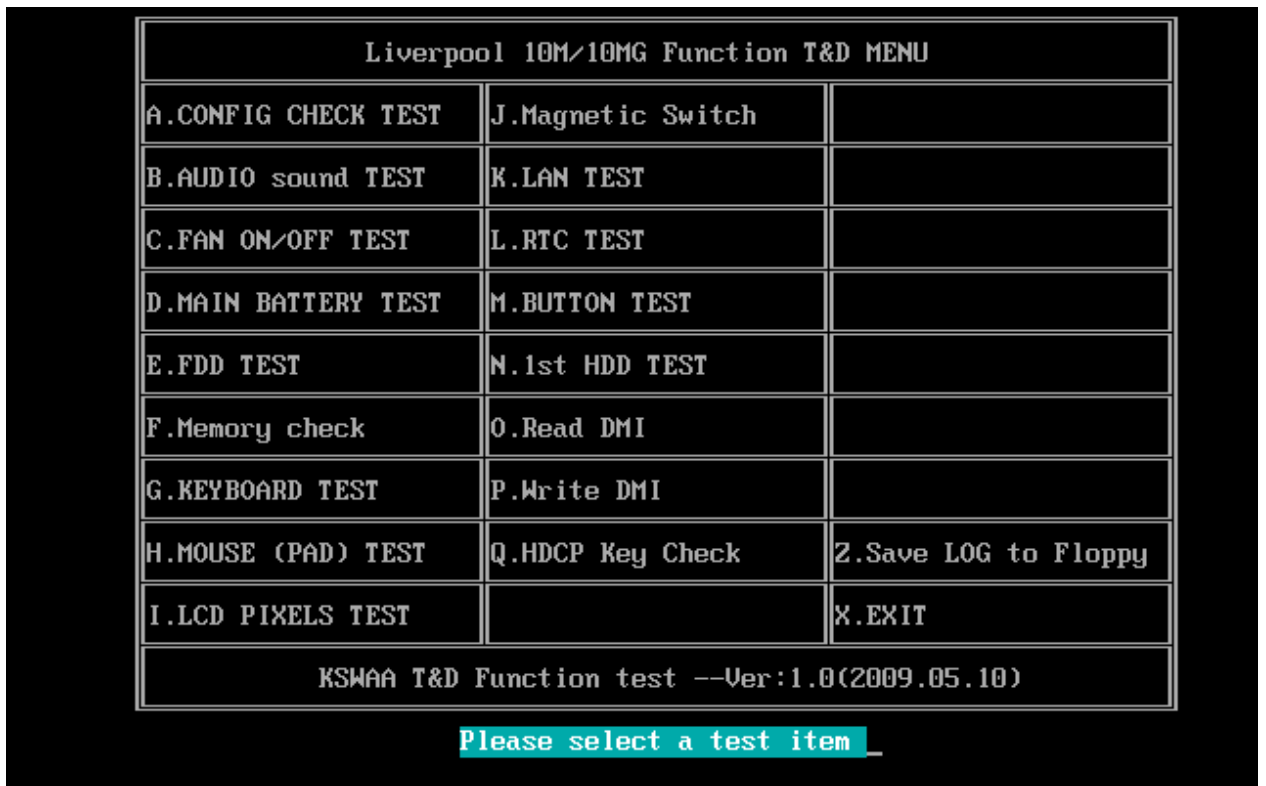 Liverpool 10M/10MG Function T&D MENU
A.CONFIG CHECK TEST J.Magnetic Switch
B.AUDIO sound TEST K.LAN TEST
C.FAN ON/OFF TEST L.RTC TEST
D.MAIN BATTERY TEST M.BUTTON TEST
E.FDD TEST N.1st HDD TEST
F.Memory check O.Read DMI
G.KEYBOARD TEST P.Write DMI
H.MOUSE (PAD) TEST Q.HDCP Key Check Z.Save LOG to Floppy
I.LCD PIXELS TEST X.EXIT
KSWAA T&D Function test --Ver:1.0(2009.05.10)
Please select a test item _